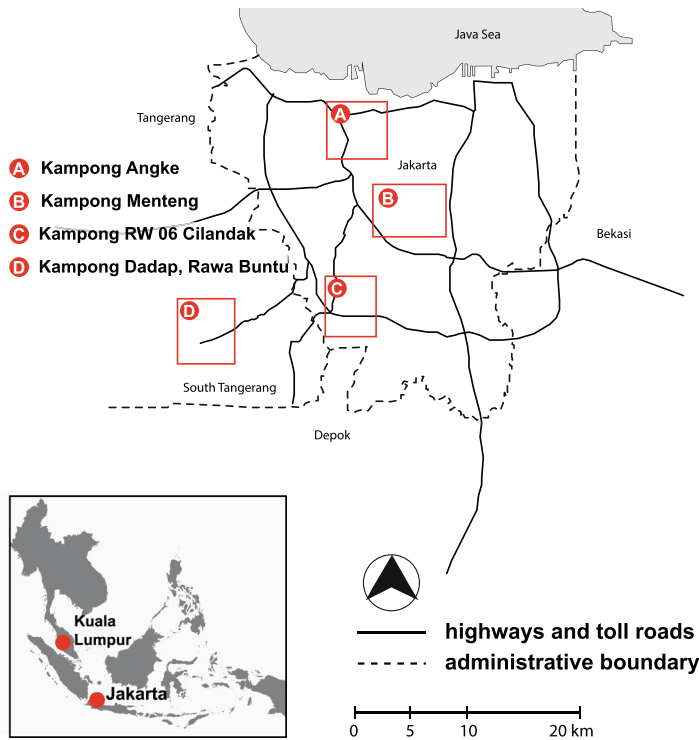 Java Sea
Tangerang
A
Jakarta
A Kampong Angke
B Kampong Menteng
B
C Kampong RW 06 Cilandak
Bekasi
D Kampong Dadap, Rawa Buntu
C
D
South Tangerang
Depok
Kuala
Lumpur
Jakarta
highways and toll roads
administrative boundary
0 5 10 20 km